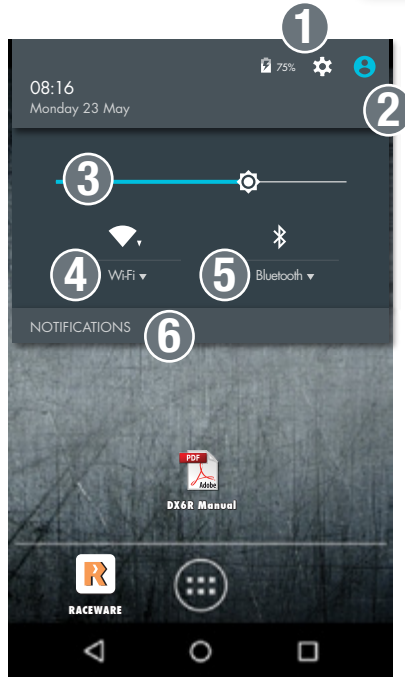 1
75%
08:16
Monday 23 May
2
3
4
Wi-Fi
5
Bluetooth
NOTIFICATIONS
6
PDF
Adobe
DX6R Manual
R
RACEWARE